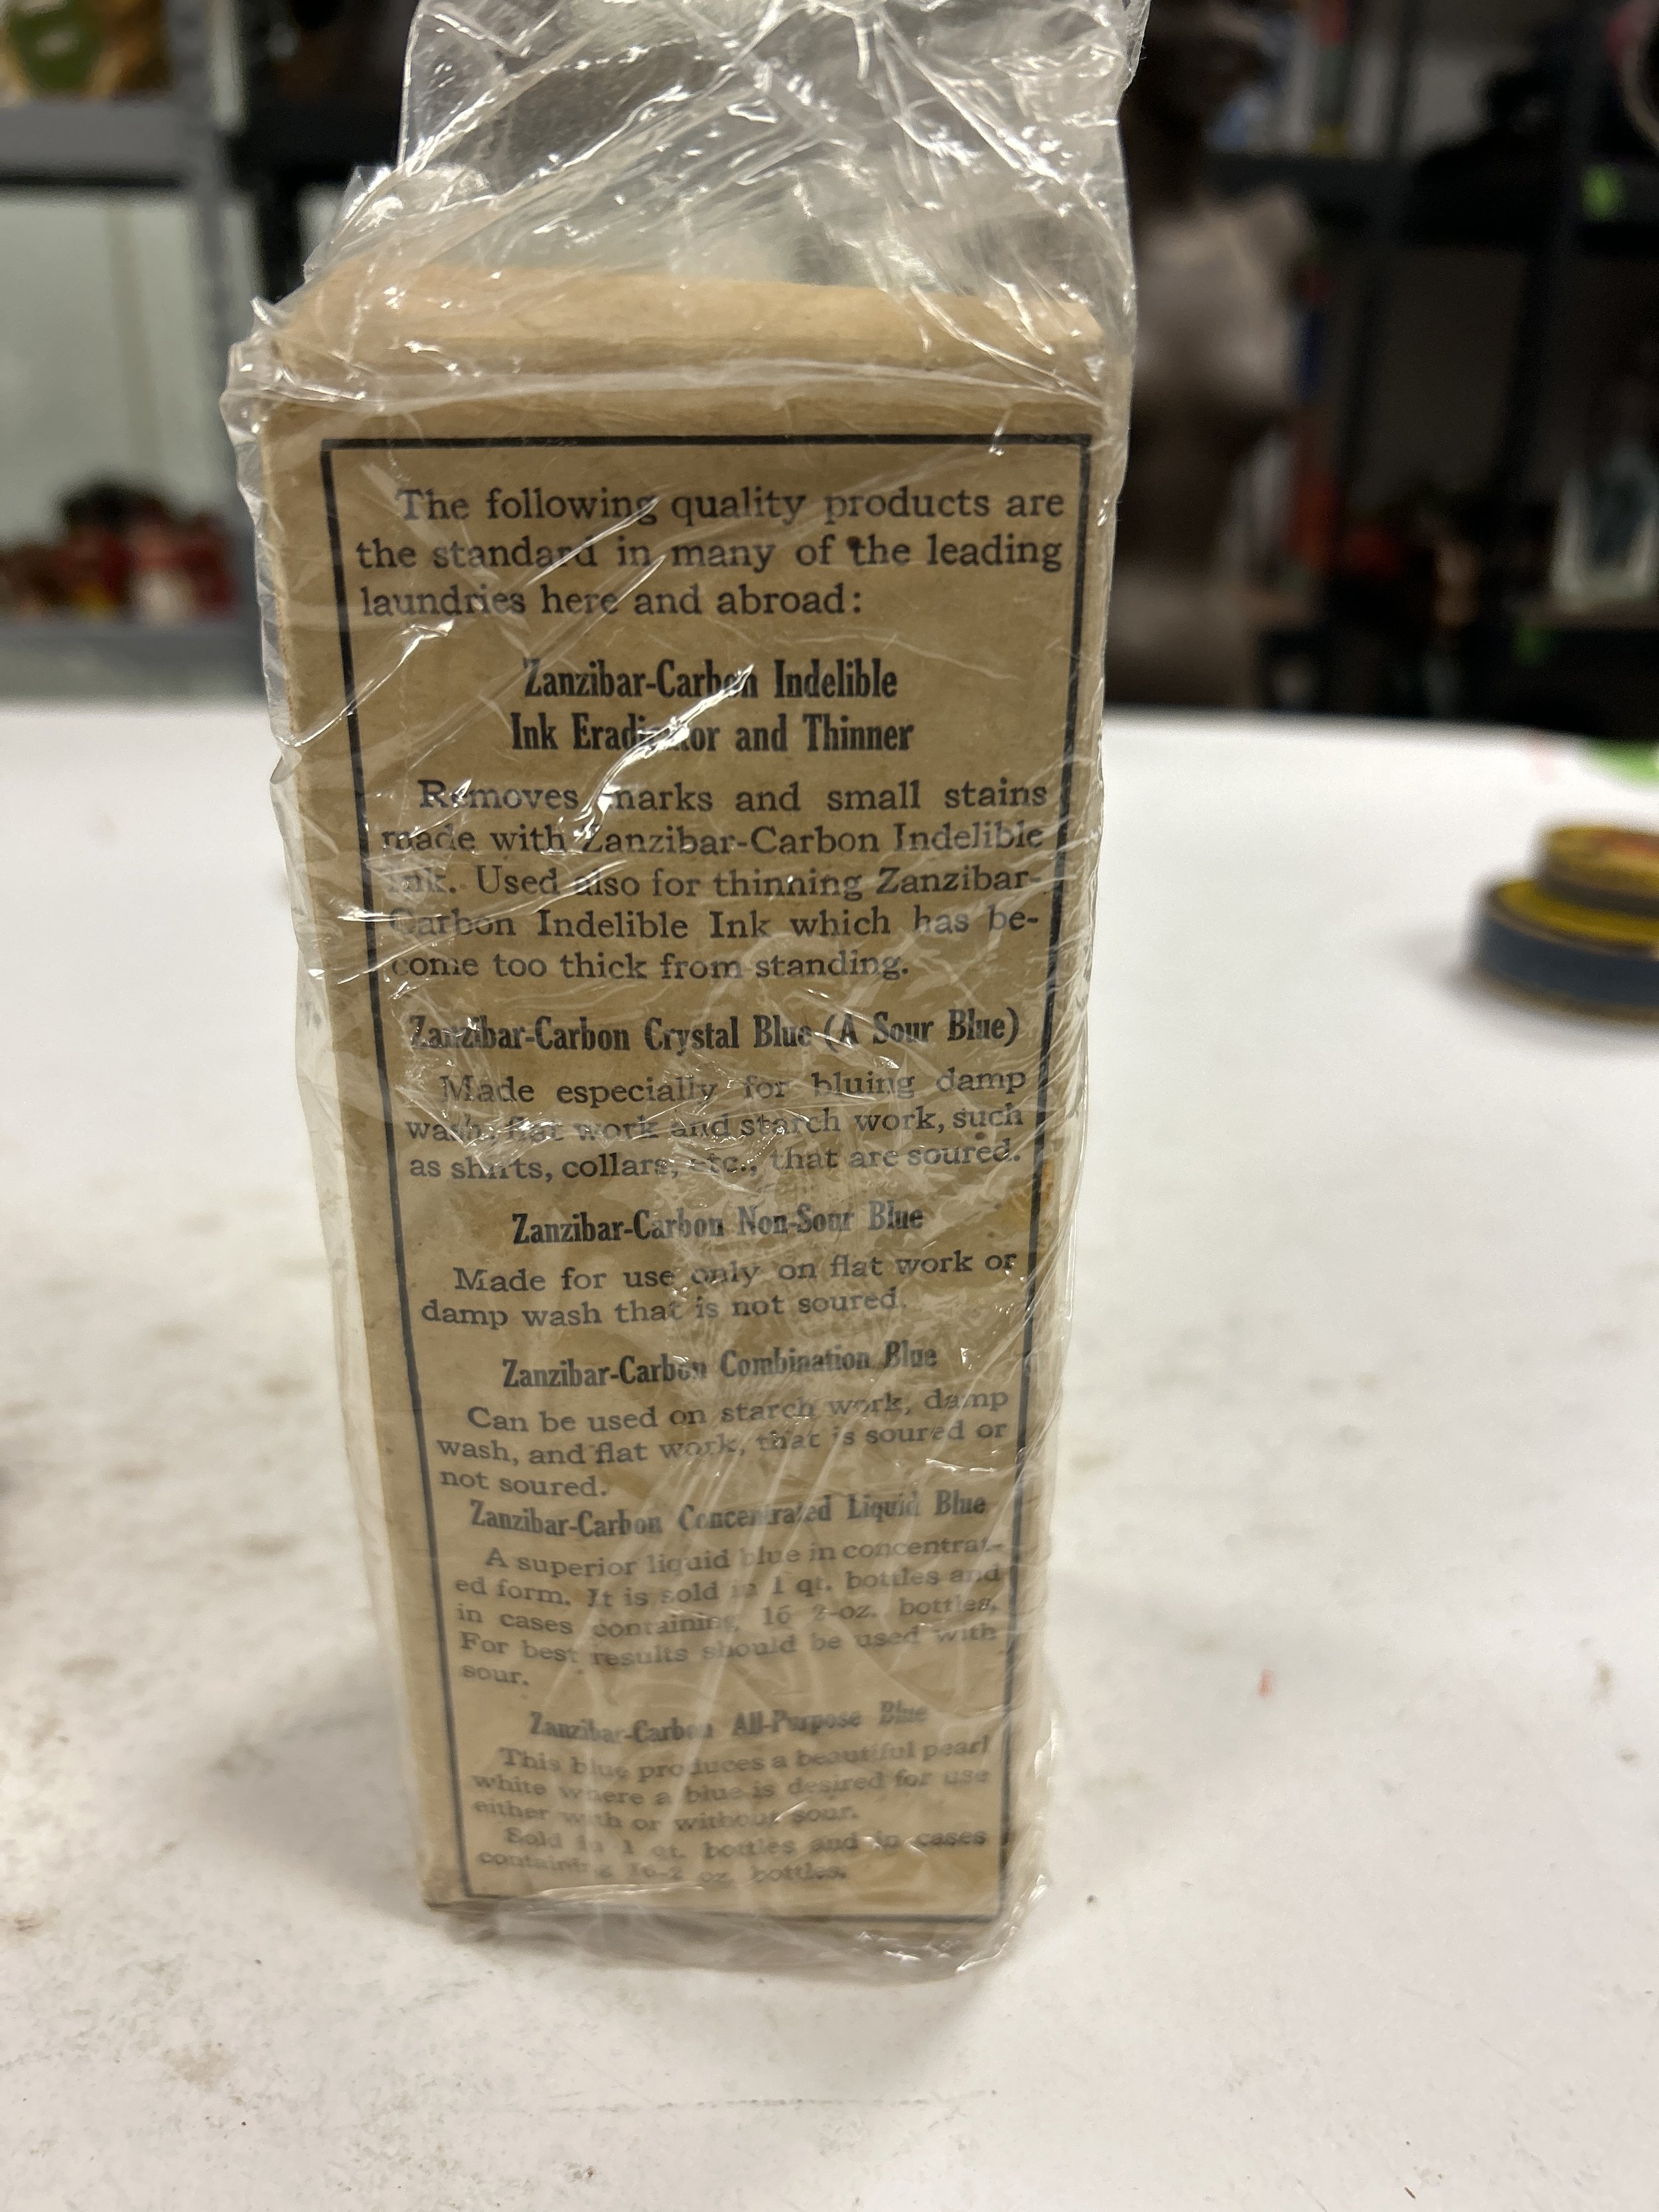 The following quality products are
the standard in many of the leading
laundries here and abroad:
Zanzibar-Carbon Indelible
Ink Eradicator and Thinner
Removes marks and small stains
made with Zanzibar-Carbon Indelible
Ink. Used also for thinning Zanzibar-
Carbon Indelible Ink which has be-
come too thick from standing.
Zanzibar-Carbon Crystal Blue (A Sour Blue)
Made especially for bluing damp
wash, flat work and starch work, such
as shirts, collars, etc., that are soured.
Zanzibar-Carbon Non-Sour Blue
Made for use only on flat work or
damp wash that is not soured.
Zanzibar-Carbon Combination Blue
Can be used on starch work, damp
wash, and flat work, that is soured or
not soured.
Zanzibar-Carbon Concentrated Liquid Blue
A superior liquid blue in concentrat-
ed form. It is sold in 1 qt. bottles and
in cases containing 16 2-oz. bottles.
For best results should be used with
sour.
Zanzibar-Carbon All-Purpose Blue
This blue produces a beautiful pearl
white where a blue is desired for use
either with or without sour.
Sold in 1 qt. bottles and in cases
containing 16-2 oz. bottles.